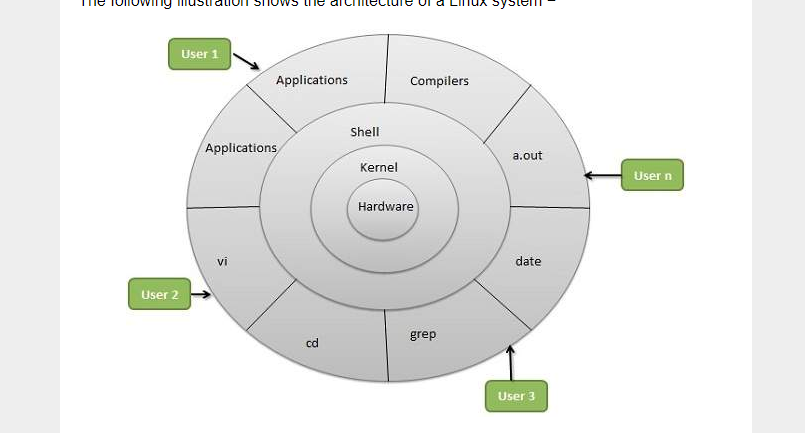 The following illustration shows the architecture of a Linux system −
User 1
Applications
Compilers
Shell
Applications
a.out
Kernel
User n
Hardware
vi
date
User 2
cd
grep
User 3